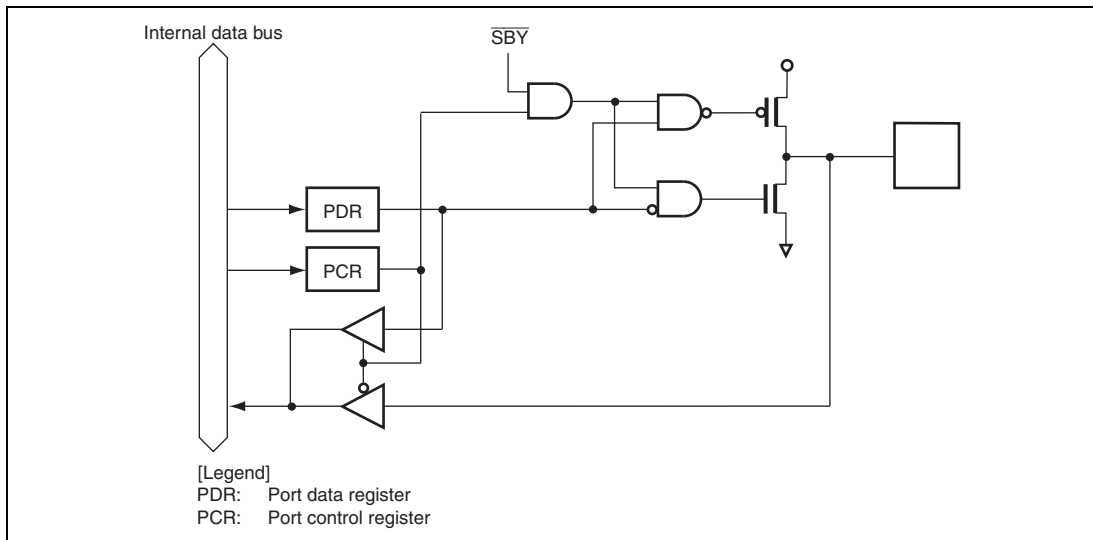 Internal data bus
SBY
PDR
PCR
[Legend]
PDR: Port data register
PCR: Port control register